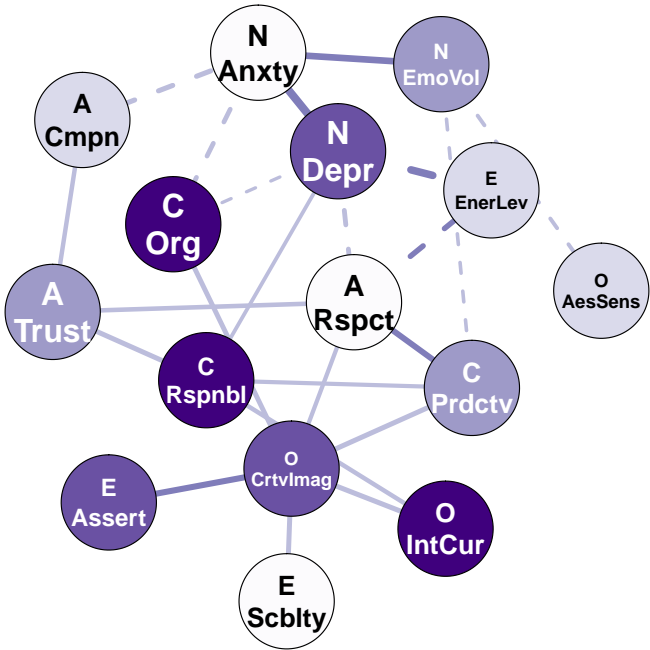 N
Anxty
N
EmoVol
A
Cmpn
N
Depr
E
EnerLev
C
Org
O
AesSens
A
Trust
A
Rspct
C
Rspnbl
C
Prdctv
O
CrtvImag
E
Assert
O
IntCur
E
Scblty